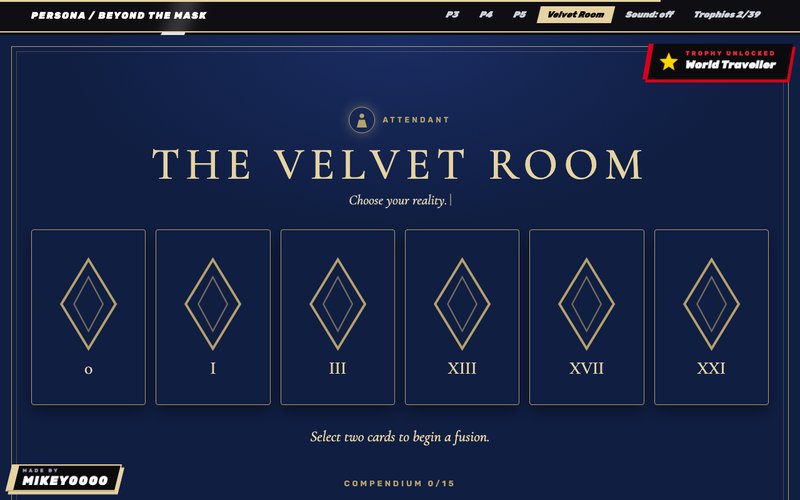 PERSONA / BEYOND THE MASK
P3 P4 P5 Velvet Room Sound: off Trophies 2/39
TROPHY UNLOCKED
World Traveller
ATTENDANT
THE VELVET ROOM
Choose your reality.
0 I III XIII XVII XXI
Select two cards to begin a fusion.
MADE BY
MIKEY0000
COMPENDIUM 0/15